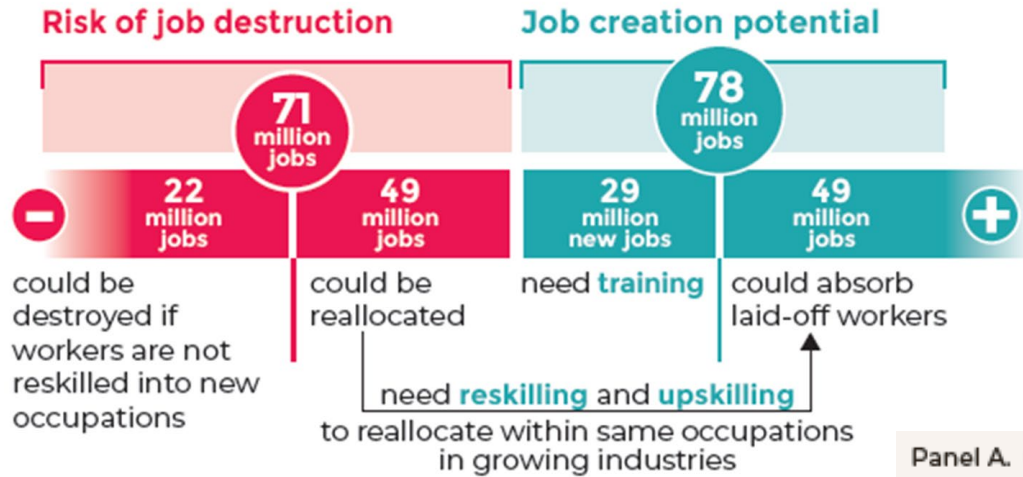 Risk of job destruction
71
million
jobs
22
million
jobs
49
million
jobs
could be
destroyed if
workers are not
reskilled into new
occupations
could be
reallocated
Job creation potential
78
million
jobs
29
million
new jobs
49
million
jobs
need training
could absorb
laid-off workers
need reskilling and upskilling
to reallocate within same occupations
in growing industries
Panel A.